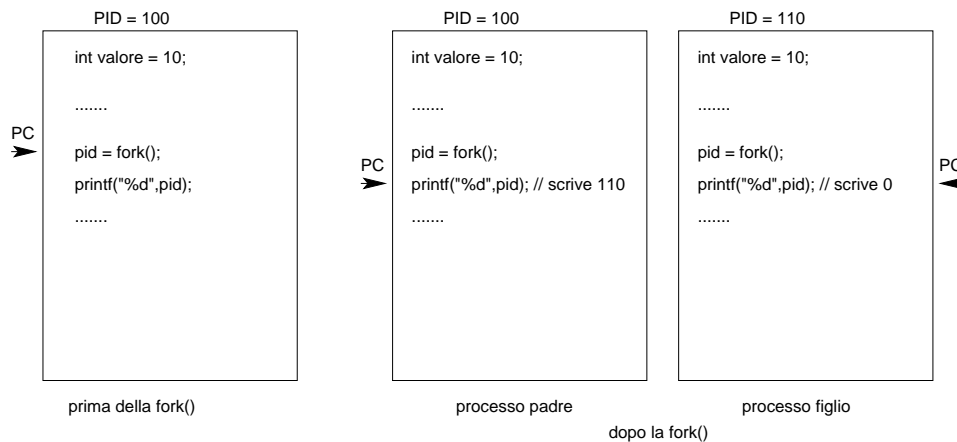 PID = 100
int valore = 10;
.......
PC
pid = fork();
printf("%d",pid);
.......
prima della fork()
PID = 100
int valore = 10;
.......
pid = fork();
PC
printf("%d",pid); // scrive 110
.......
processo padre
PID = 110
int valore = 10;
.......
pid = fork();
printf("%d",pid); // scrive 0
PC
.......
processo figlio
dopo la fork()